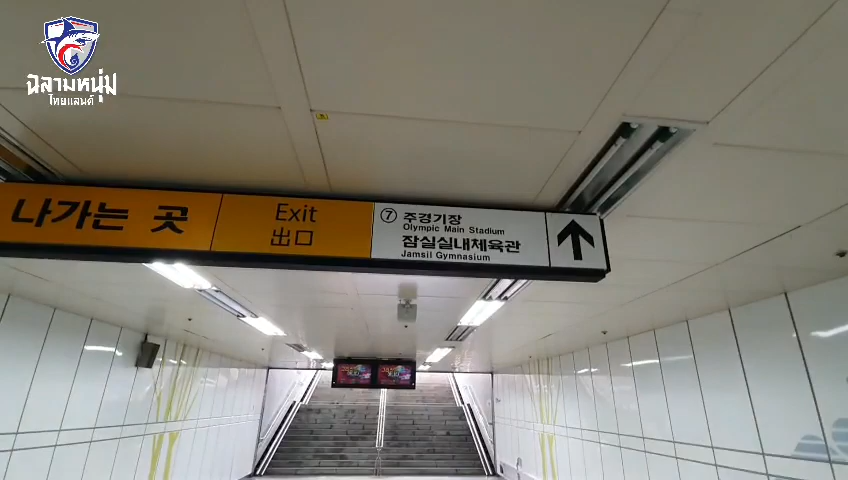 ฉลามหนุ่ม
ไทยแลนด์
나가는 곳
Exit
出口
⑦ 주경기장
Olympic Main Stadium
잠실실내체육관
Jamsil Gymnasium